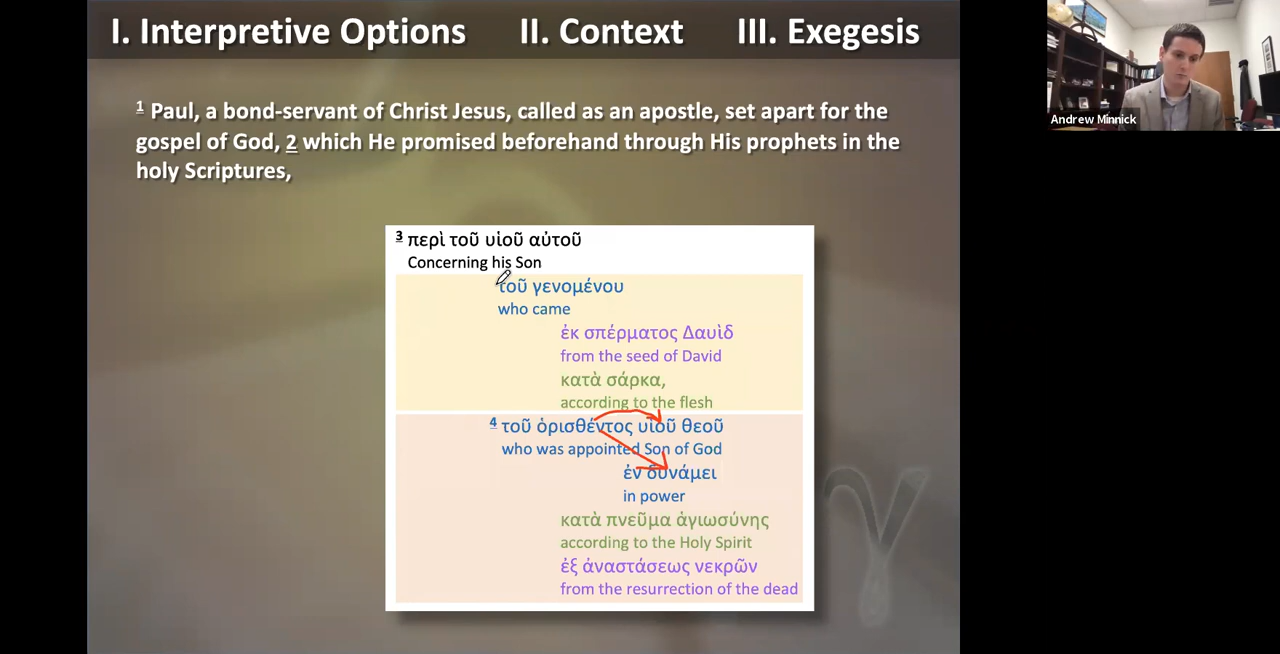 I. Interpretive Options II. Context III. Exegesis
1 Paul, a bond-servant of Christ Jesus, called as an apostle, set apart for the
gospel of God, 2 which He promised beforehand through His prophets in the
holy Scriptures,
3 περὶ τοῦ υἱοῦ αὐτοῦ
Concerning his Son
τοῦ γενομένου
who came
ἐκ σπέρματος Δαυὶδ
from the seed of David
κατὰ σάρκα,
according to the flesh
4 τοῦ ὁρισθέντος υἱοῦ θεοῦ
who was appointed Son of God
ἐν δυνάμει
in power
κατὰ πνεῦμα ἁγιωσύνης
according to the Holy Spirit
ἐξ ἀναστάσεως νεκρῶν
from the resurrection of the dead
γ
Andrew Minnick